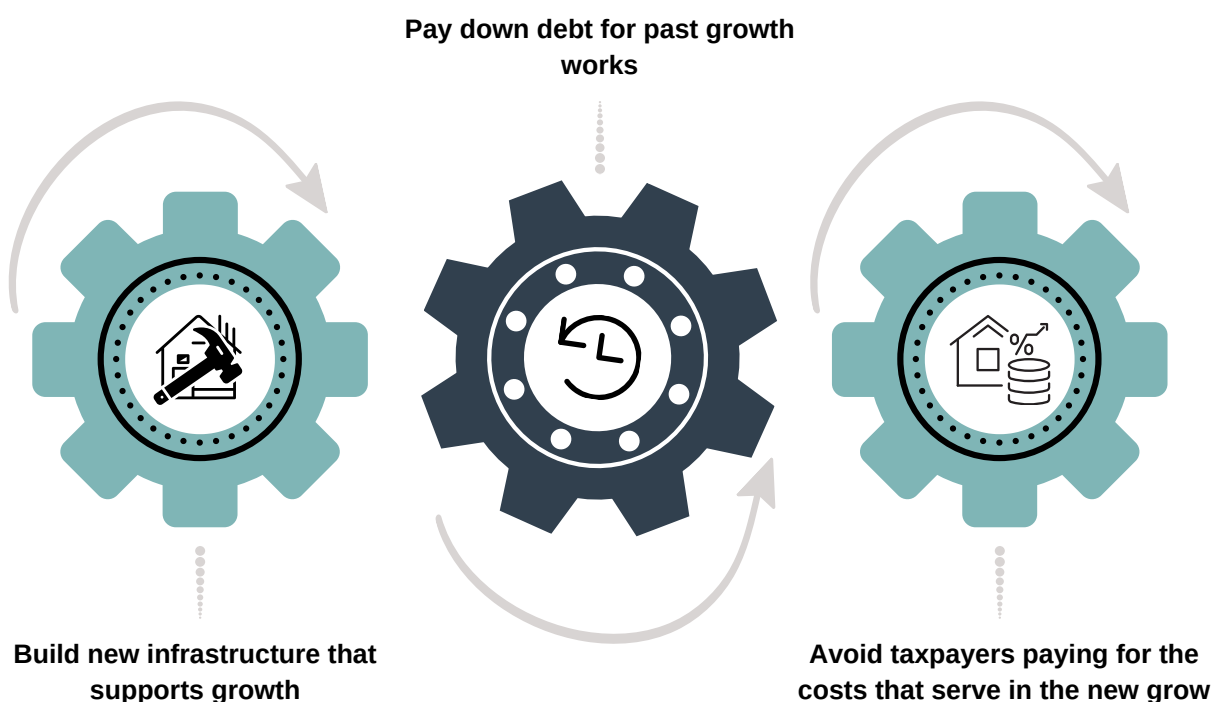 Pay down debt for past growth
works
%
Build new infrastructure that
supports growth
Avoid taxpayers paying for the
costs that serve in the new grow